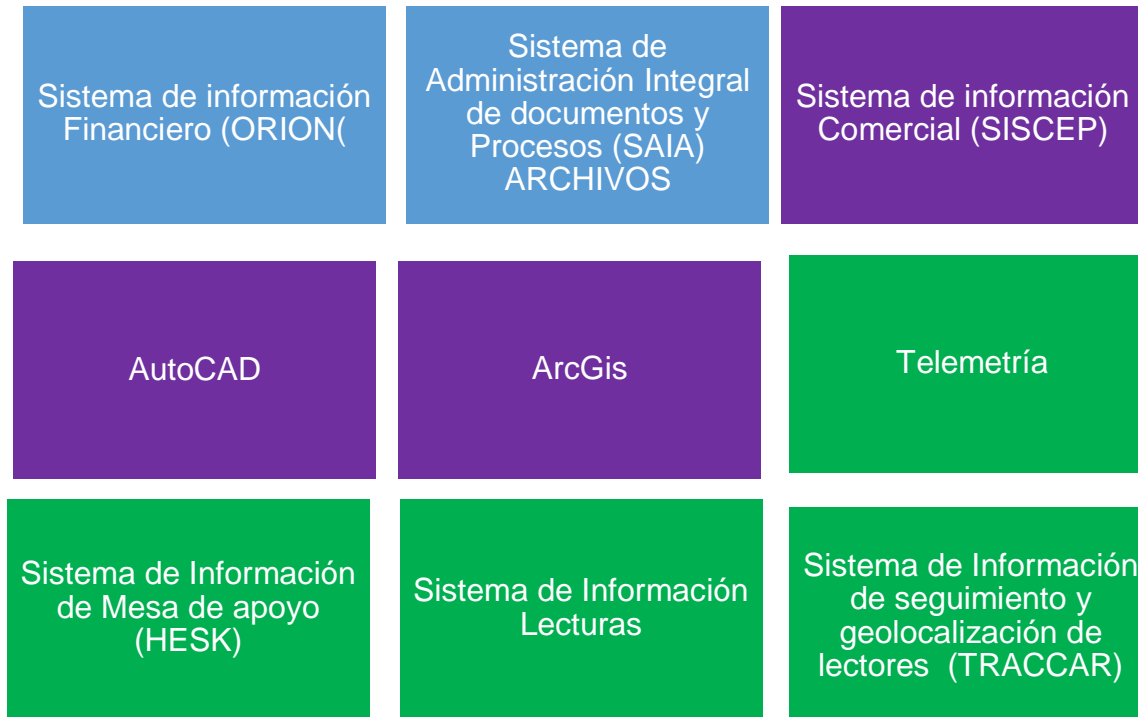 Sistema de información
Financiero (ORION(
Sistema de
Administración Integral
de documentos y
Procesos (SAIA)
ARCHIVOS
Sistema de información
Comercial (SISCEP)
AutoCAD
ArcGis
Telemetría
Sistema de Información
de Mesa de apoyo
(HESK)
Sistema de Información
Lecturas
Sistema de Información
de seguimiento y
geolocalización de
lectores  (TRACCAR)